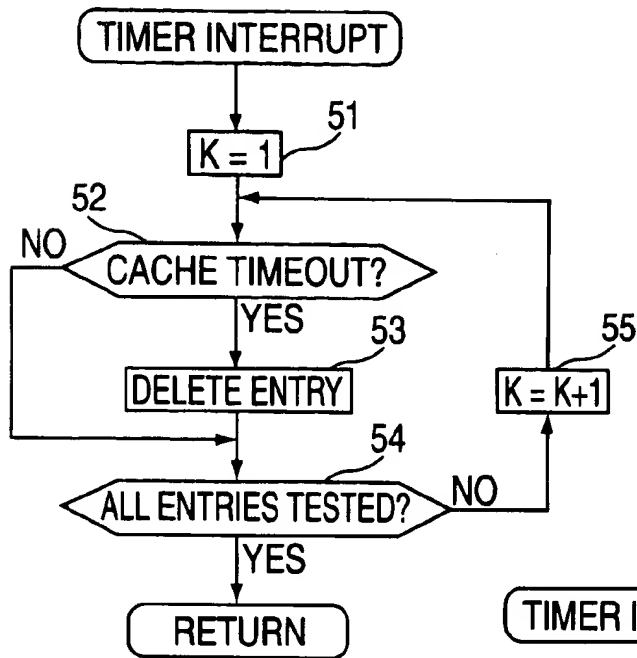 TIMER INTERRUPT
51
K = 1
52
NO
CACHE TIMEOUT?
YES
53
55
DELETE ENTRY
K = K+1
54
ALL ENTRIES TESTED?
NO
YES
RETURN
TIMER I